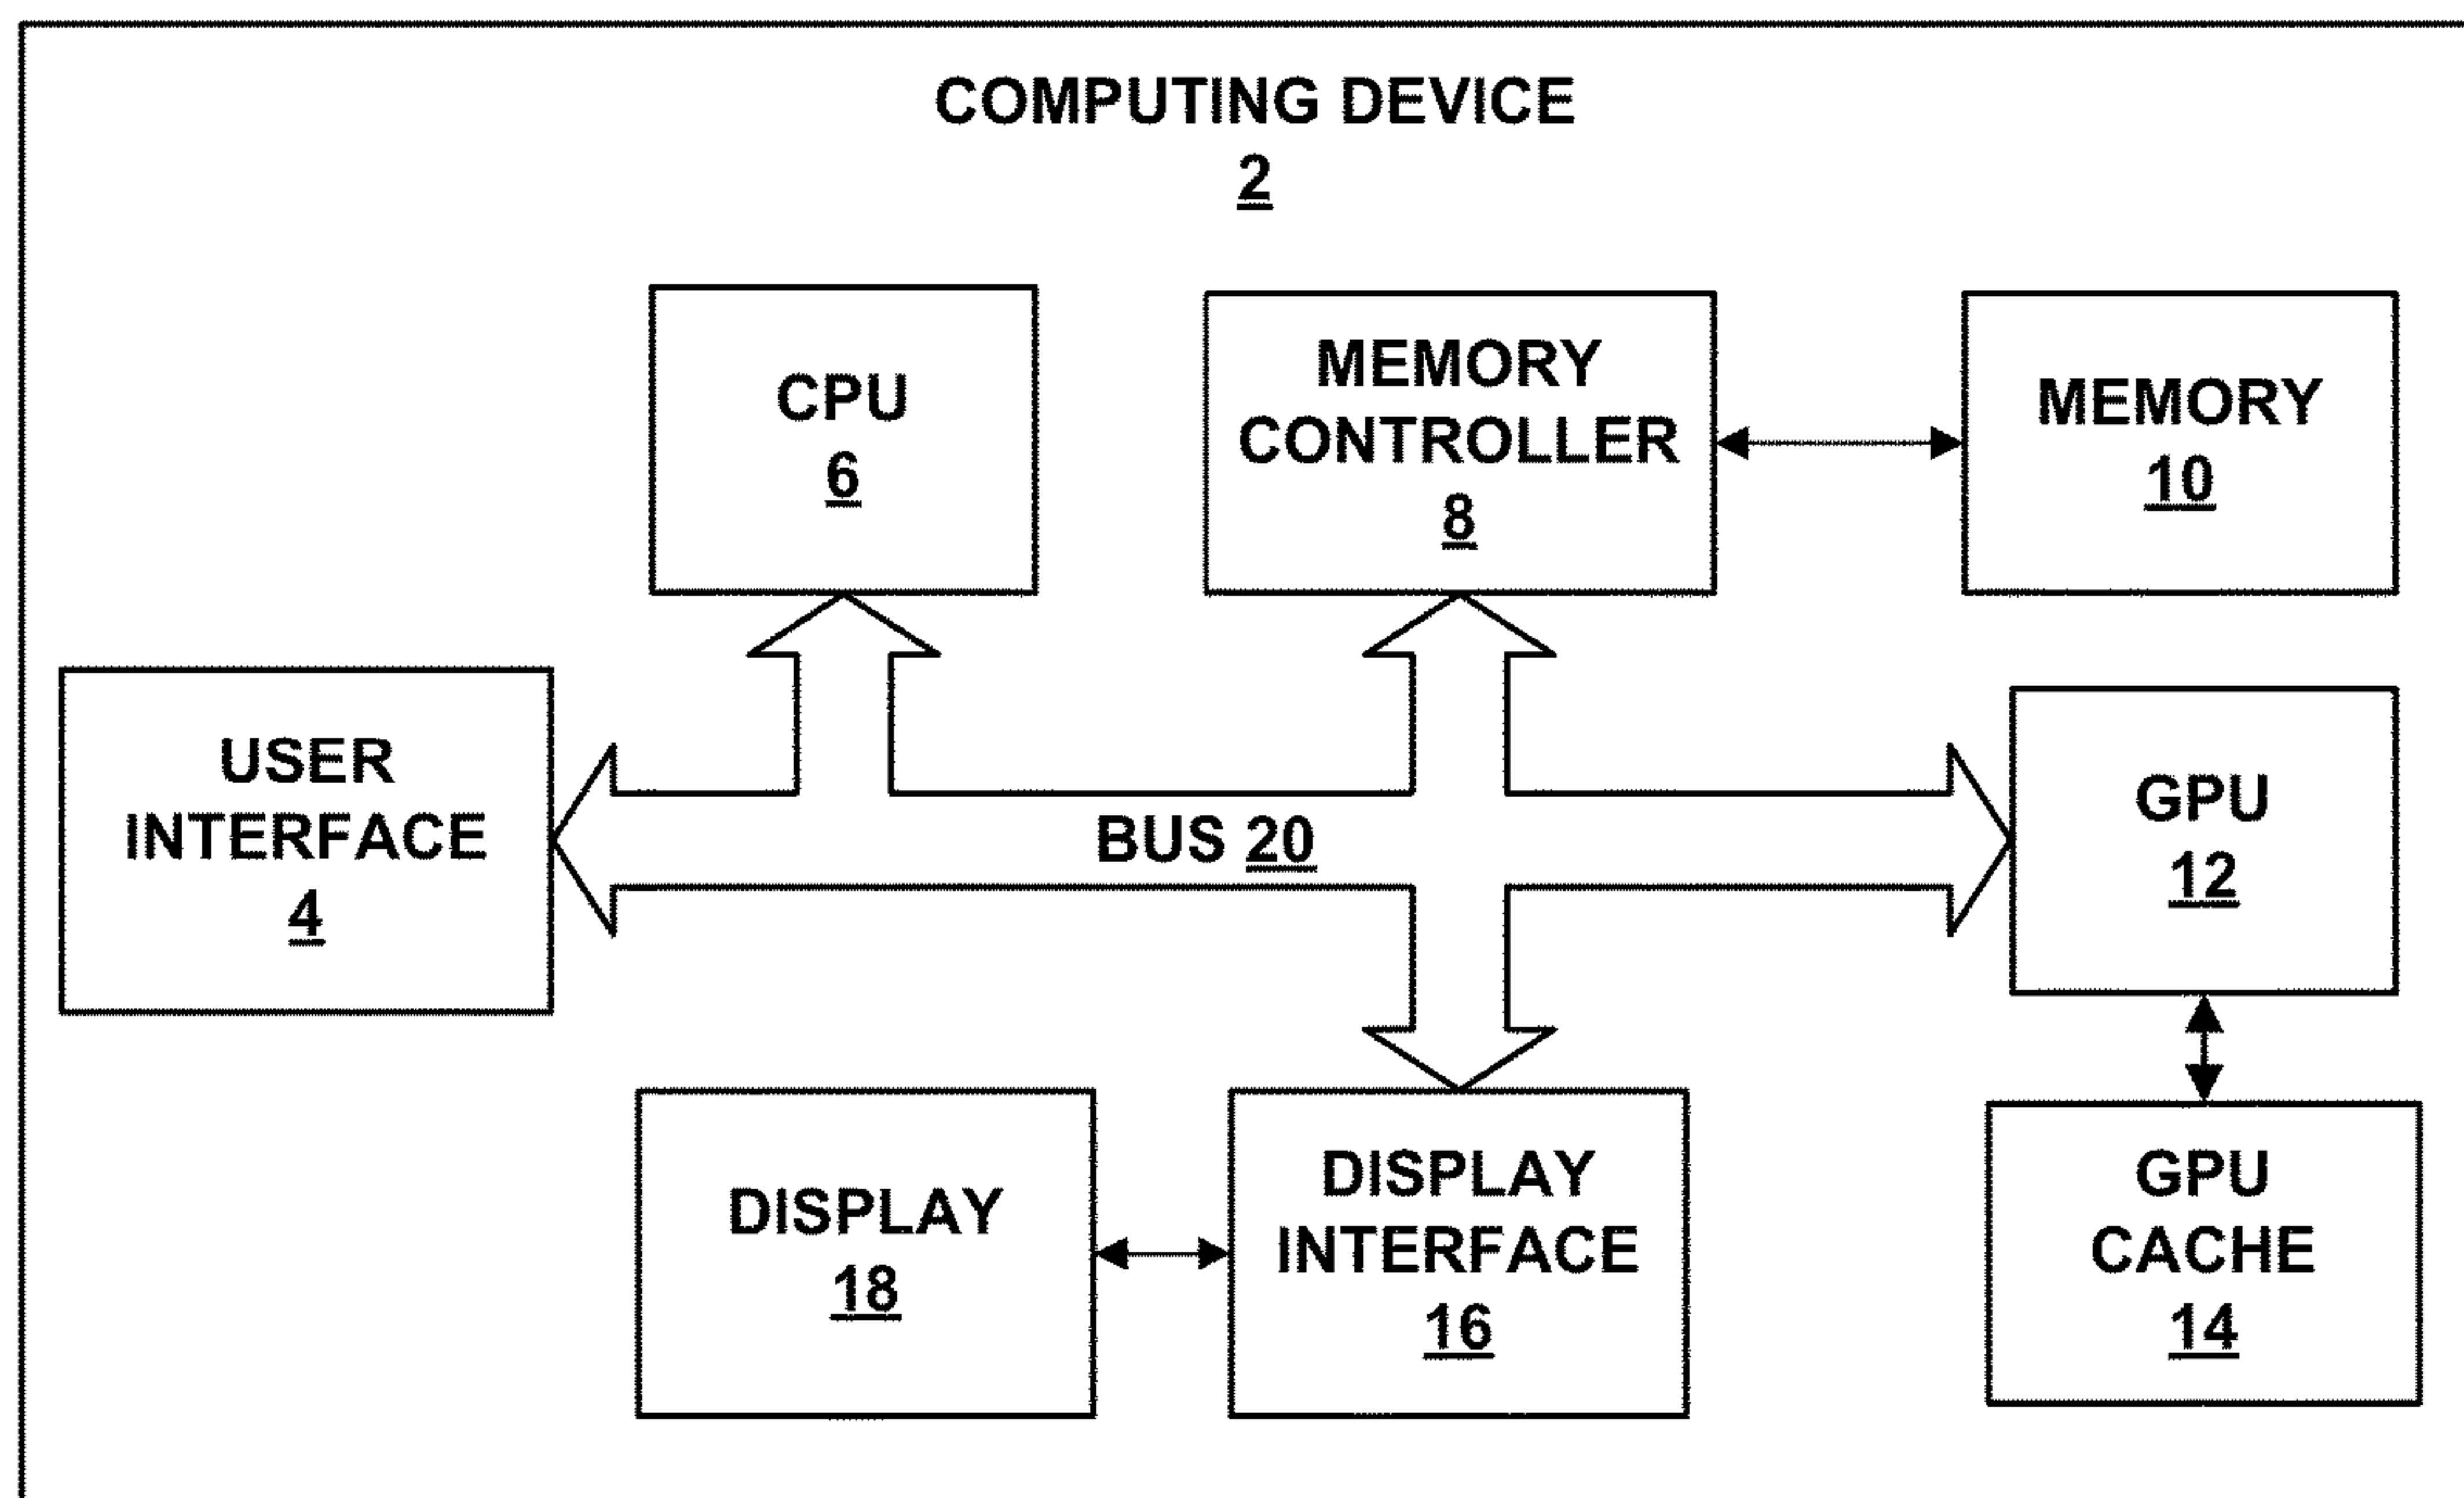 COMPUTING DEVICE
2
CPU
6
MEMORY
CONTROLLER
8
MEMORY
10
USER
INTERFACE
4
BUS 20
GPU
12
DISPLAY
18
DISPLAY
INTERFACE
16
GPU
CACHE
14